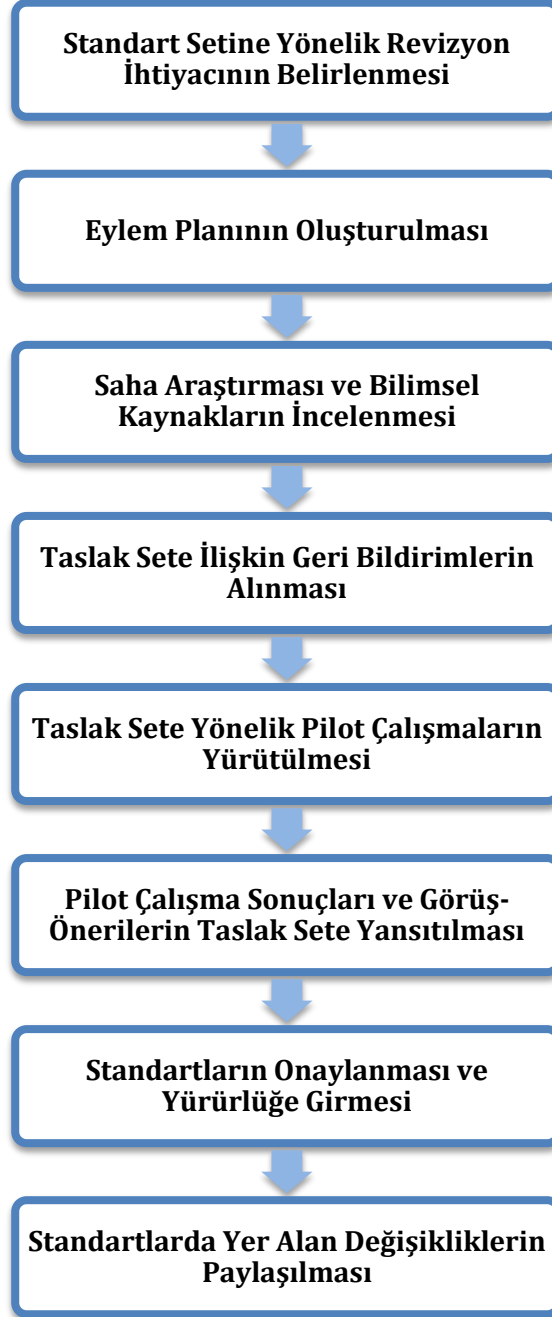 Standart Setine Yönelik Revizyon
İhtiyacının Belirlenmesi
Eylem Planının Oluşturulması
Saha Araştırması ve Bilimsel
Kaynakların İncelenmesi
Taslak Sete İlişkin Geri Bildirimlerin
Alınması
Taslak Sete Yönelik Pilot Çalışmaların
Yürütülmesi
Pilot Çalışma Sonuçları ve Görüş-
Önerilerin Taslak Sete Yansıtılması
Standartların Onaylanması ve
Yürürlüğe Girmesi
Standartlarda Yer Alan Değişikliklerin
Paylaşılması